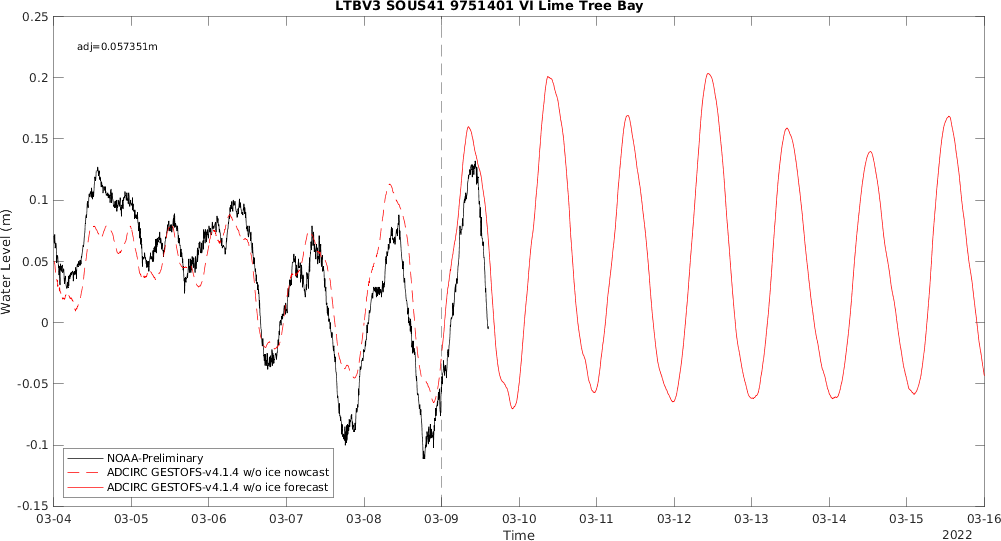 LTBV3 SOUS41 9751401 VI Lime Tree Bay
adj=0.057351m
0.25
0.2
0.15
0.1
0.05
0
-0.05
-0.1
-0.15
Water Level (m)
NOAA-Preliminary
ADCIRC GESTOFS-v4.1.4 w/o ice nowcast
ADCIRC GESTOFS-v4.1.4 w/o ice forecast
03-04 03-05 03-06 03-07 03-08 03-09 03-10 03-11 03-12 03-13 03-14 03-15 03-16
Time
2022